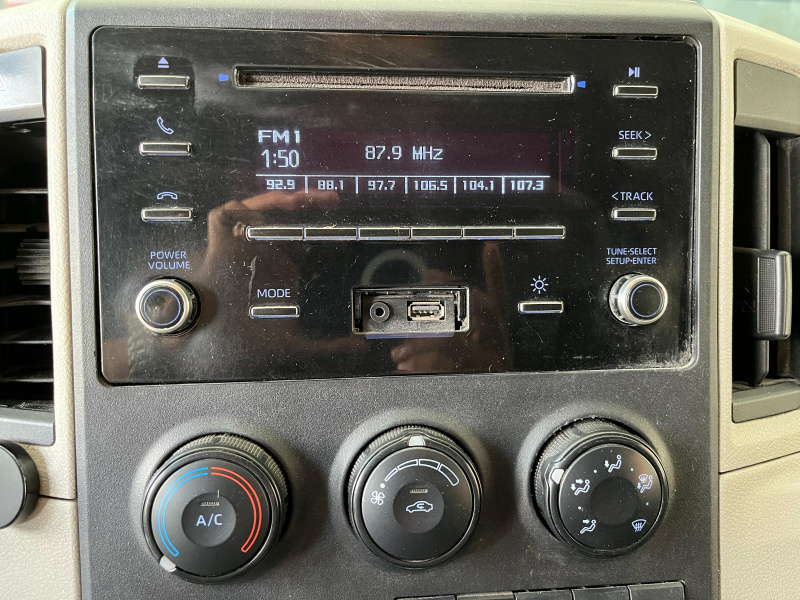 SEEK >
FM1
1:50
87.9 MHz
92.9 88.1 97.7 106.5 104.1 107.3
< TRACK
POWER
VOLUME
MODE
TUNE•SELECT
SETUP•ENTER
A/C